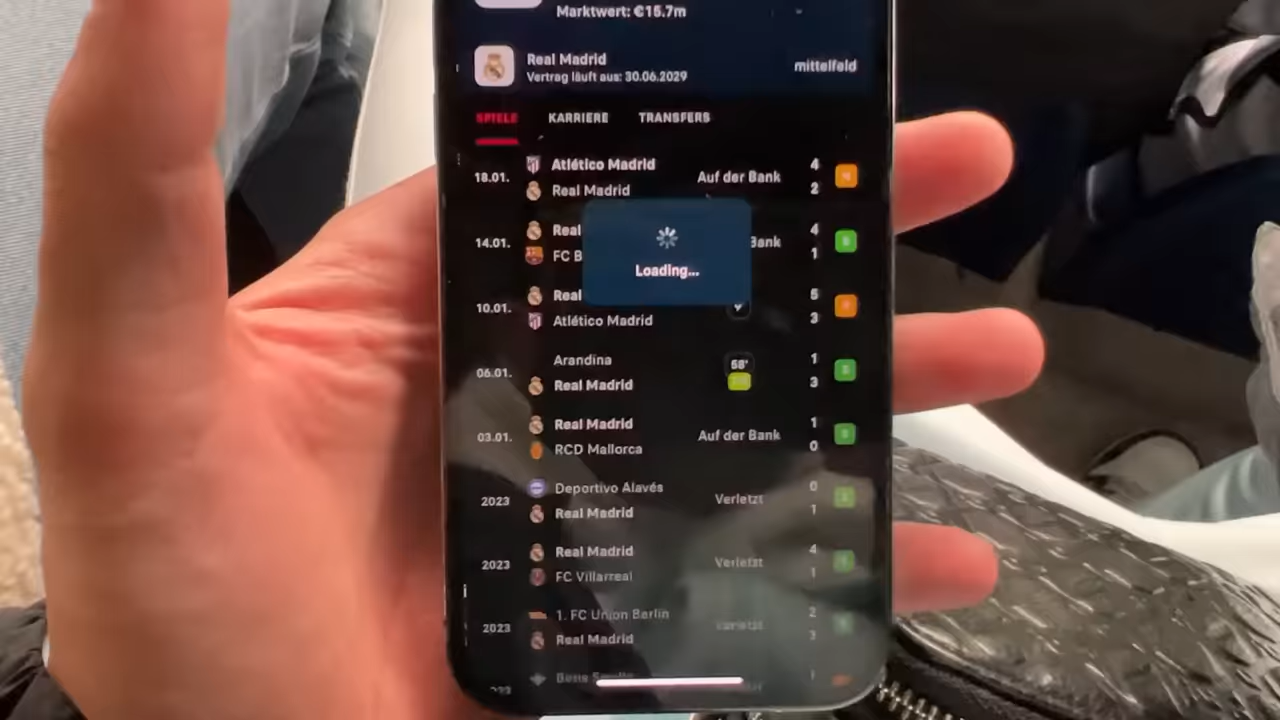 Marktwert: €15.7m
Real Madrid
Vertrag läuft aus: 30.06.2029
mittelfeld
SPIELE KARRIERE TRANSFERS
18.01. Atlético Madrid 4
Real Madrid Auf der Bank 2
14.01. Real 4
FC B Bank 1
Loading...
10.01. Real 5
Atlético Madrid 3
06.01. Arandina 58' 1
Real Madrid 3
03.01. Real Madrid Auf der Bank 1
RCD Mallorca 0
2023 Deportivo Alavés Verletzt 0
Real Madrid 1
2023 Real Madrid Verletzt 4
FC Villarreal 1
2023 1. FC Union Berlin Verletzt 2
Real Madrid